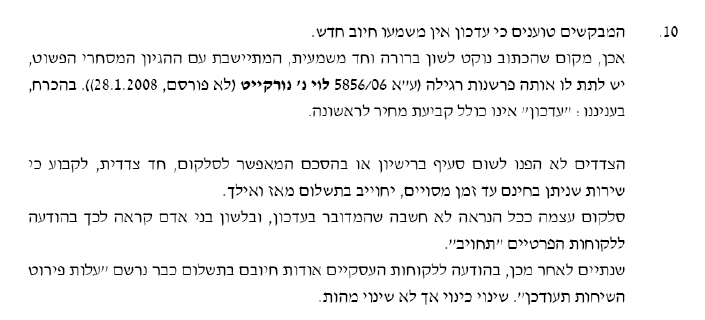 10. המבקשים טוענים כי עדכון אין משמעו חיוב חדש.
אכן, מקום שהכתוב נוקט לשון ברורה וחד משמעית, המתיישבת עם ההגיון המסחרי הפשוט,
יש לתת לו אותה פרשנות רגילה (ע"א 5856/06 לוי נ' נורקייט (לא פורסם, 28.1.2008)). בהכרח,
בעניננו: "עדכון" אינו כולל קביעת מחיר לראשונה.
הצדדים לא הפנו לשום סעיף ברישיון או בהסכם המאפשר לסלקום, חד צדדית, לקבוע כי
שירות שניתן בחינם עד זמן מסויים, יחוייב בתשלום מאז ואילך.
סלקום עצמה ככל הנראה לא חשבה שהמדובר בעדכון, ובלשון בני אדם קראה לכך בהודעה
ללקוחות הפרטיים "תחויב".
שנתיים לאחר מכן, בהודעה ללקוחות העסקיים אודות חיובם בתשלום כבר נרשם "עלות פירוט
השיחות תעודכן". שינוי כינוי אך לא שינוי מהות.